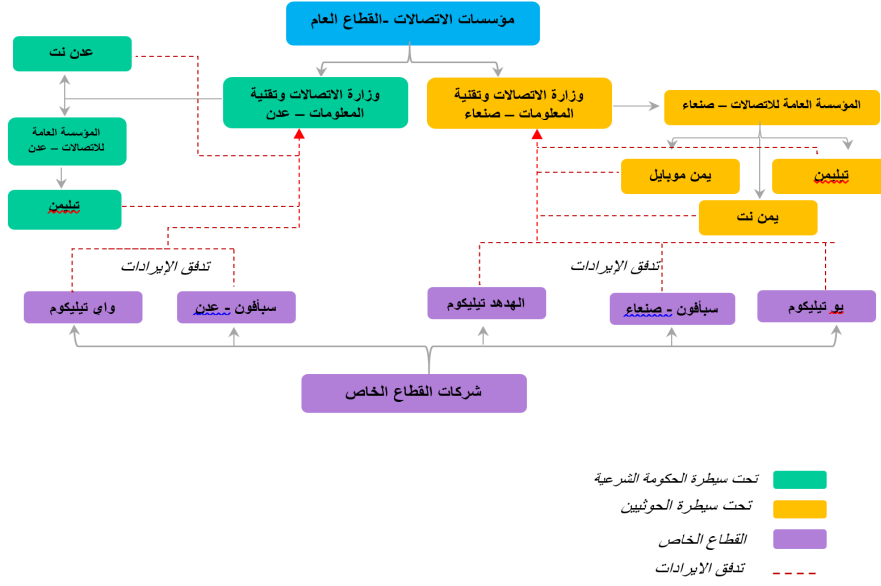 مؤسسات الاتصالات -القطاع العام
عدن نت
وزارة الاتصالات وتقنية
المعلومات – عدن
وزارة الاتصالات وتقنية
المعلومات – صنعاء
المؤسسة العامة للاتصالات – صنعاء
المؤسسة العامة
للاتصالات – عدن
يمن موبايل
تيليمن
تيليمن
يمن نت
تدفق الإيرادات
تدفق الإيرادات
واي تيليكوم
سبأفون - عدن
الهدهد تيليكوم
سبأفون - صنعاء
يو تيليكوم
شركات القطاع الخاص
تحت سيطرة الحكومة الشرعية
تحت سيطرة الحوثيين
القطاع الخاص
تدفق الايرادات